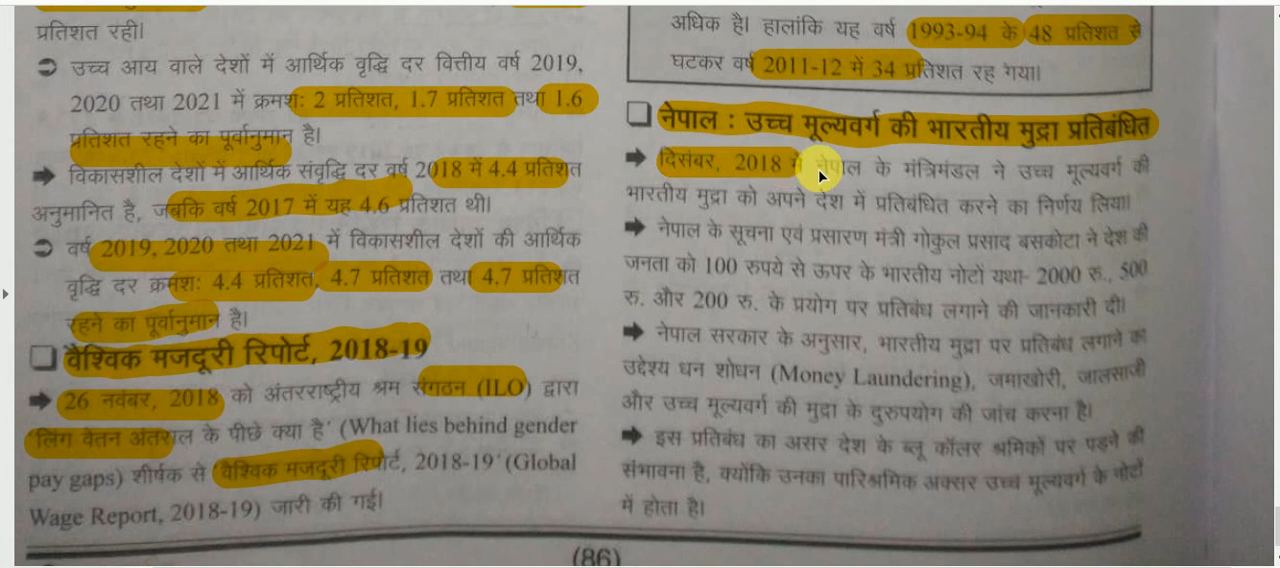 प्रतिशत रही।
➲ उच्च आय वाले देशों में आर्थिक वृद्धि दर वित्तीय वर्ष 2019,
2020 तथा 2021 में क्रमशः 2 प्रतिशत, 1.7 प्रतिशत तथा 1.6
प्रतिशत रहने का पूर्वानुमान है।
➡ विकासशील देशों में आर्थिक संवृद्धि दर वर्ष 2018 में 4.4 प्रतिशत
अनुमानित है, जबकि वर्ष 2017 में यह 4.6 प्रतिशत थी।
➲ वर्ष 2019, 2020 तथा 2021 में विकासशील देशों की आर्थिक
वृद्धि दर क्रमशः 4.4 प्रतिशत, 4.7 प्रतिशत तथा 4.7 प्रतिशत
रहने का पूर्वानुमान है।
❑ वैश्विक मजदूरी रिपोर्ट, 2018-19
➡ 26 नवंबर, 2018 को अंतरराष्ट्रीय श्रम संगठन (ILO) द्वारा
'लिंग वेतन अंतराल के पीछे क्या है' (What lies behind gender
pay gaps) शीर्षक से 'वैश्विक मजदूरी रिपोर्ट, 2018-19' (Global
Wage Report, 2018-19) जारी की गई।
अधिक है। हालांकि यह वर्ष 1993-94 के 48 प्रतिशत से
घटकर वर्ष 2011-12 में 34 प्रतिशत रह गया।
❑ नेपाल : उच्च मूल्यवर्ग की भारतीय मुद्रा प्रतिबंधित
➡ दिसंबर, 2018 में नेपाल के मंत्रिमंडल ने उच्च मूल्यवर्ग की
भारतीय मुद्रा को अपने देश में प्रतिबंधित करने का निर्णय लिया।
➡ नेपाल के सूचना एवं प्रसारण मंत्री गोकुल प्रसाद बसकोटा ने देश की
जनता को 100 रुपये से ऊपर के भारतीय नोटों यथा- 2000 रु., 500
रु. और 200 रु. के प्रयोग पर प्रतिबंध लगाने की जानकारी दी।
➡ नेपाल सरकार के अनुसार, भारतीय मुद्रा पर प्रतिबंध लगाने का
उद्देश्य धन शोधन (Money Laundering), जमाखोरी, जालसाजी
और उच्च मूल्यवर्ग की मुद्रा के दुरुपयोग की जांच करना है।
➡ इस प्रतिबंध का असर देश के ब्लू कॉलर श्रमिकों पर पड़ने की
संभावना है, क्योंकि उनका पारिश्रमिक अक्सर उच्च मूल्यवर्ग के नोटों
में होता है।
(86)